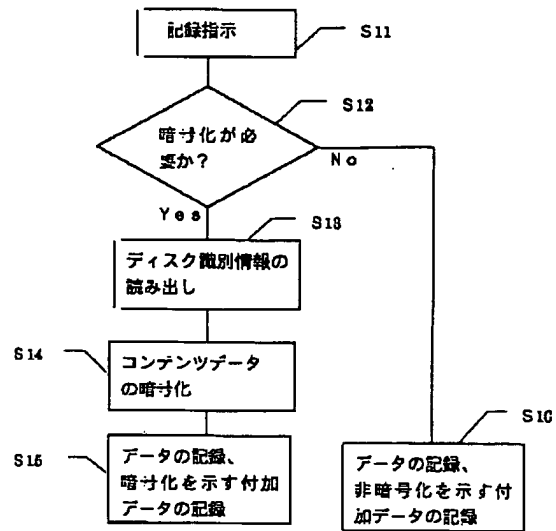 記録指示
S11
S12
暗号化が必
要か?
No
Yes
S13
ディスク識別情報の
読み出し
S14
コンテンツデータ
の暗号化
S15
データの記録、
暗号化を示す付加
データの記録
S16
データの記録、
非暗号化を示す付
加データの記録